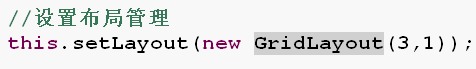 //设置布局管理
this.setLayout(new GridLayout(3,1));